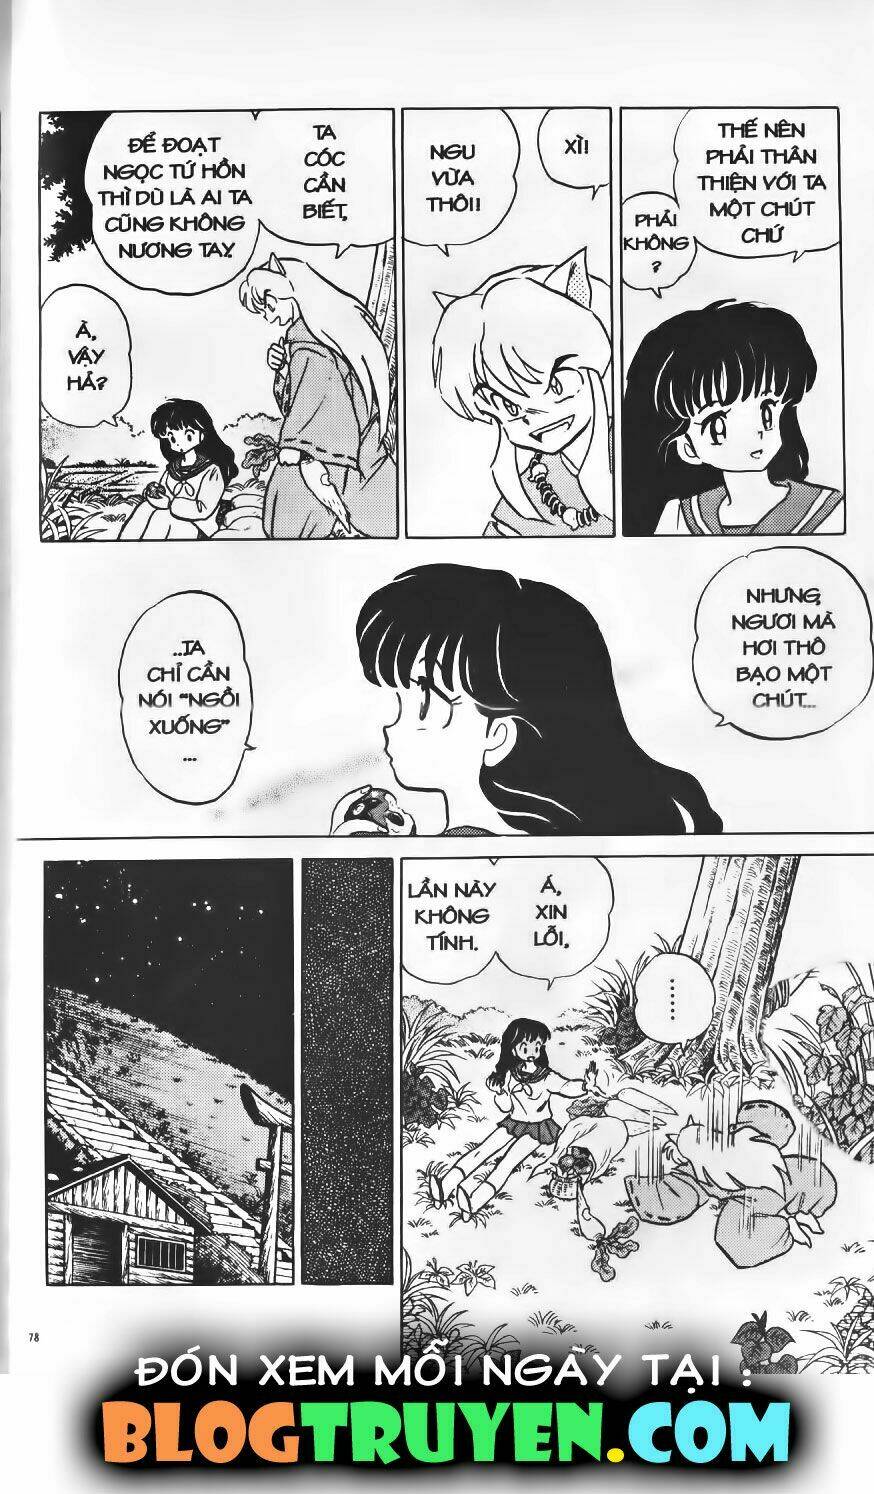 THẾ NÊN
PHẢI THÂN
THIỆN VỚI TA
MỘT CHÚT
CHỨ
PHẢI
KHÔNG
?
XÌ!
NGU
VỪA
THÔI!
TA
CÓC
CẦN
BIẾT,
ĐỂ ĐOẠT
NGỌC TỨ HỒN
THÌ DÙ LÀ AI TA
CŨNG KHÔNG
NƯƠNG TAY.
À,
VẬY
HẢ?
NHƯNG,
NGƯƠI MÀ
HƠI THÔ
BẠO MỘT
CHÚT...
..TA
CHỈ CẦN
NÓI "NGỒI
XUỐNG"
...
Á,
XIN
LỖI,
LẦN NÀY
KHÔNG
TÍNH.
......
78
ĐÓN XEM MỖI NGÀY TẠI :
BLOGTRUYEN.COM